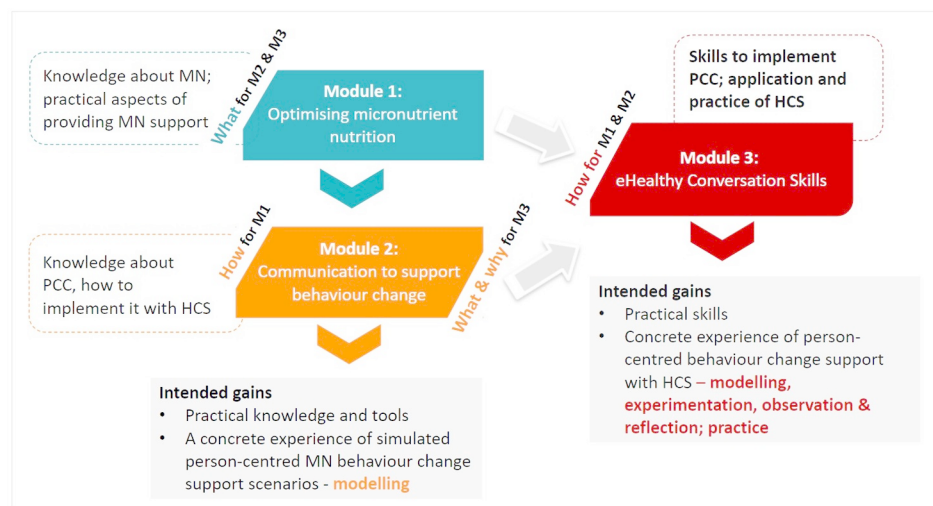 Knowledge about MN;
practical aspects of
providing MN support
What for M2 & M3
Module 1:
Optimising micronutrient
nutrition
How for M1 & M2
Skills to implement
PCC; application and
practice of HCS
Module 3:
eHealthy Conversation Skills
Knowledge about
PCC, how to
implement it with HCS
How for M1
Module 2:
Communication to support
behaviour change
What & why for M3
Intended gains
• Practical knowledge and tools
• A concrete experience of simulated
person-centred MN behaviour change
support scenarios - modelling
Intended gains
• Practical skills
• Concrete experience of person-
centred behaviour change support
with HCS – modelling,
experimentation, observation &
reflection; practice